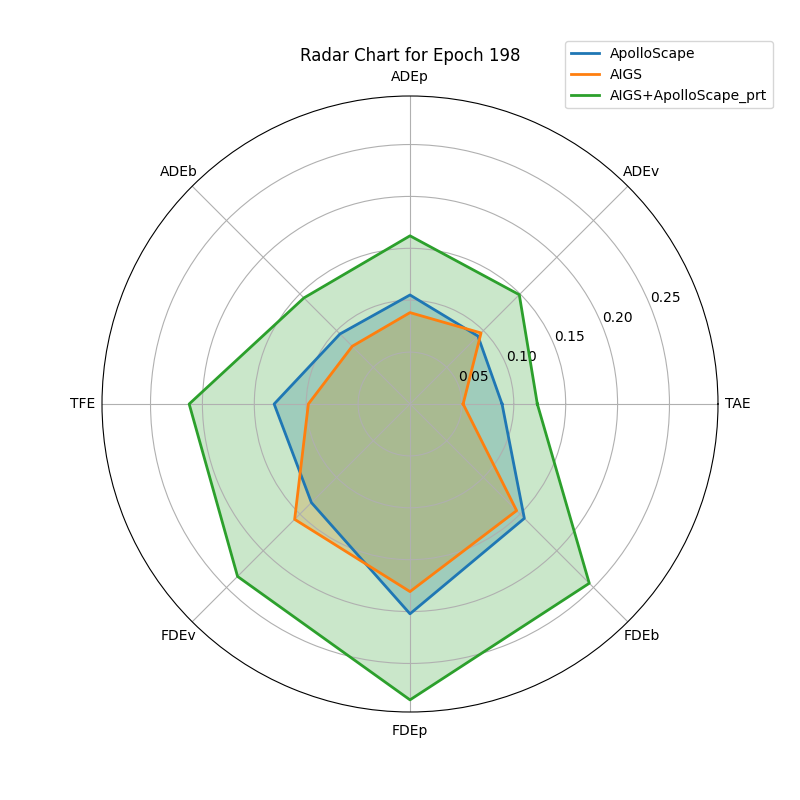 Radar Chart for Epoch 198
ApolloScape
AIGS
AIGS+ApolloScape_prt
ADEp
ADEb
ADEv
0.25
0.20
0.15
0.10
0.05
TFE
TAE
FDEv
FDEb
FDEp